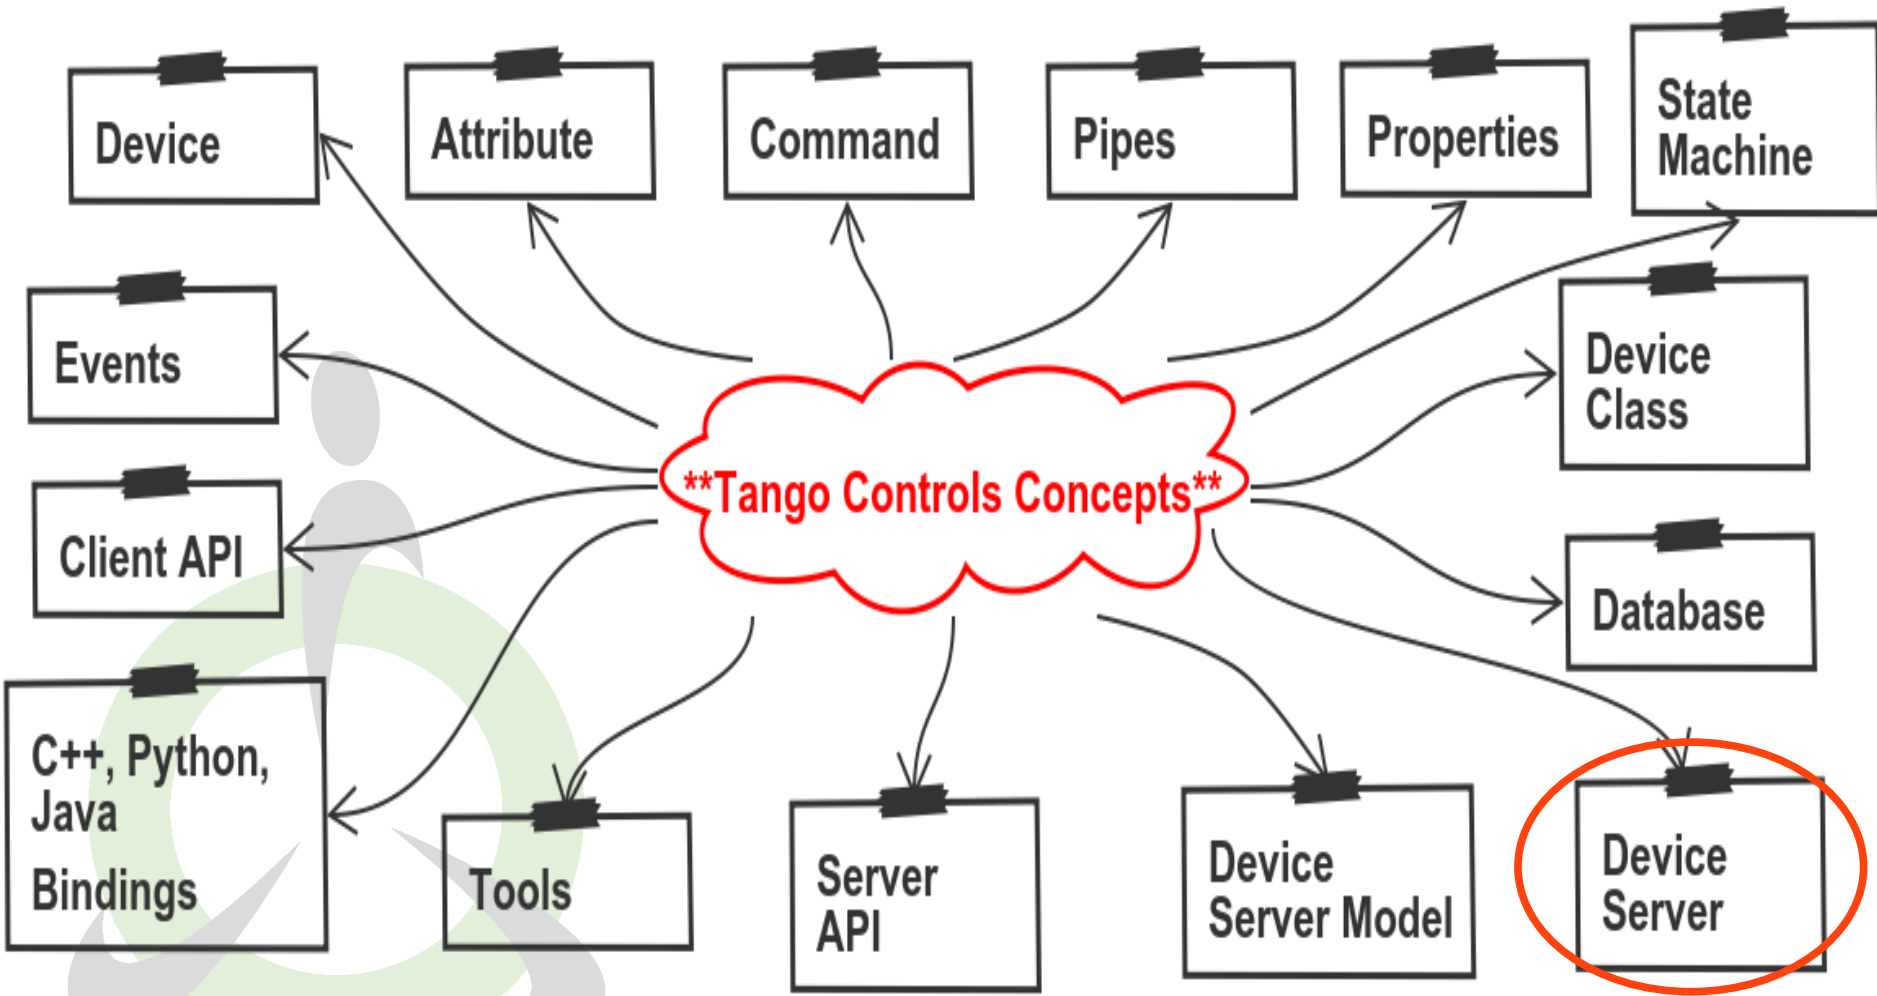 Device
Attribute
Command
Pipes
Properties
State
Machine
Events
Device
Class
**Tango Controls Concepts**
Client API
Database
C++, Python,
Java
Bindings
Tools
Server
API
Device
Server Model
Device
Server